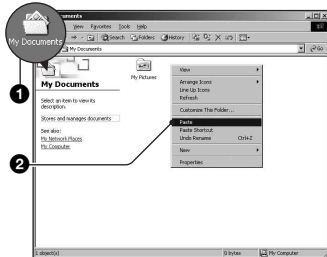 My Documents
uments
View Favorites Tools Help
Search Folders History
My Documents
Go
My Documents
Select an item to view its
description.
Stores and manages documents
See also:
My Network Places
My Computer
My Pictures
View
Arrange Icons
Line Up Icons
Refresh
Customize This Folder...
Paste
Paste Shortcut
Undo Rename Ctrl+Z
New
Properties
1
2
1 object(s)
0 bytes
My Computer